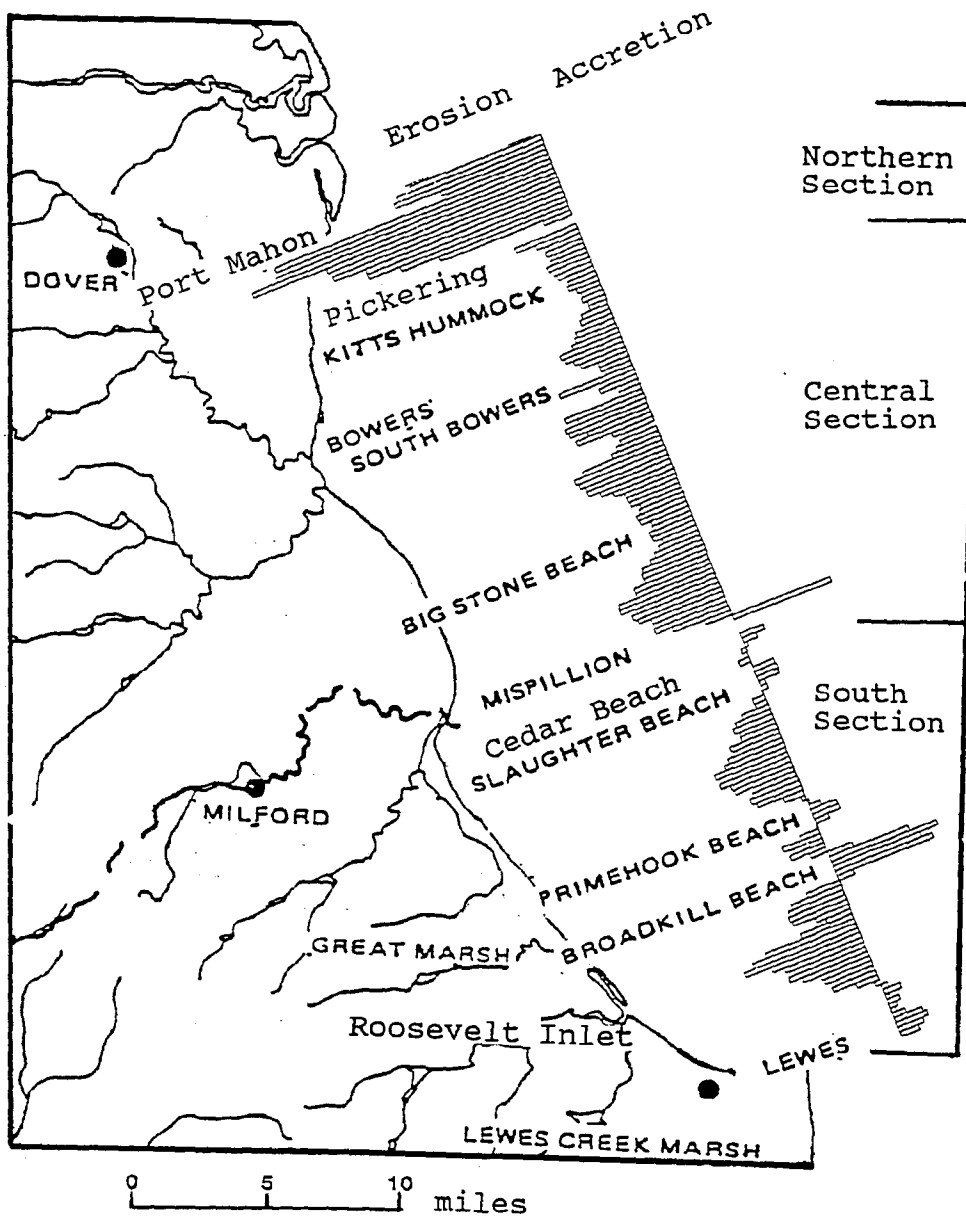 Erosion Accretion
Northern
Section
DOVER
Port Mahon
Pickering
KITTS HUMMOCK
Central
Section
BOWERS
SOUTH BOWERS
BIG STONE BEACH
MISPILLION
Cedar Beach
SLAUGHTER BEACH
South
Section
MILFORD
PRIMEHOOK BEACH
BROADKILL BEACH
GREAT MARSH
Roosevelt Inlet
LEWES
LEWES CREEK MARSH
0 5 10 miles